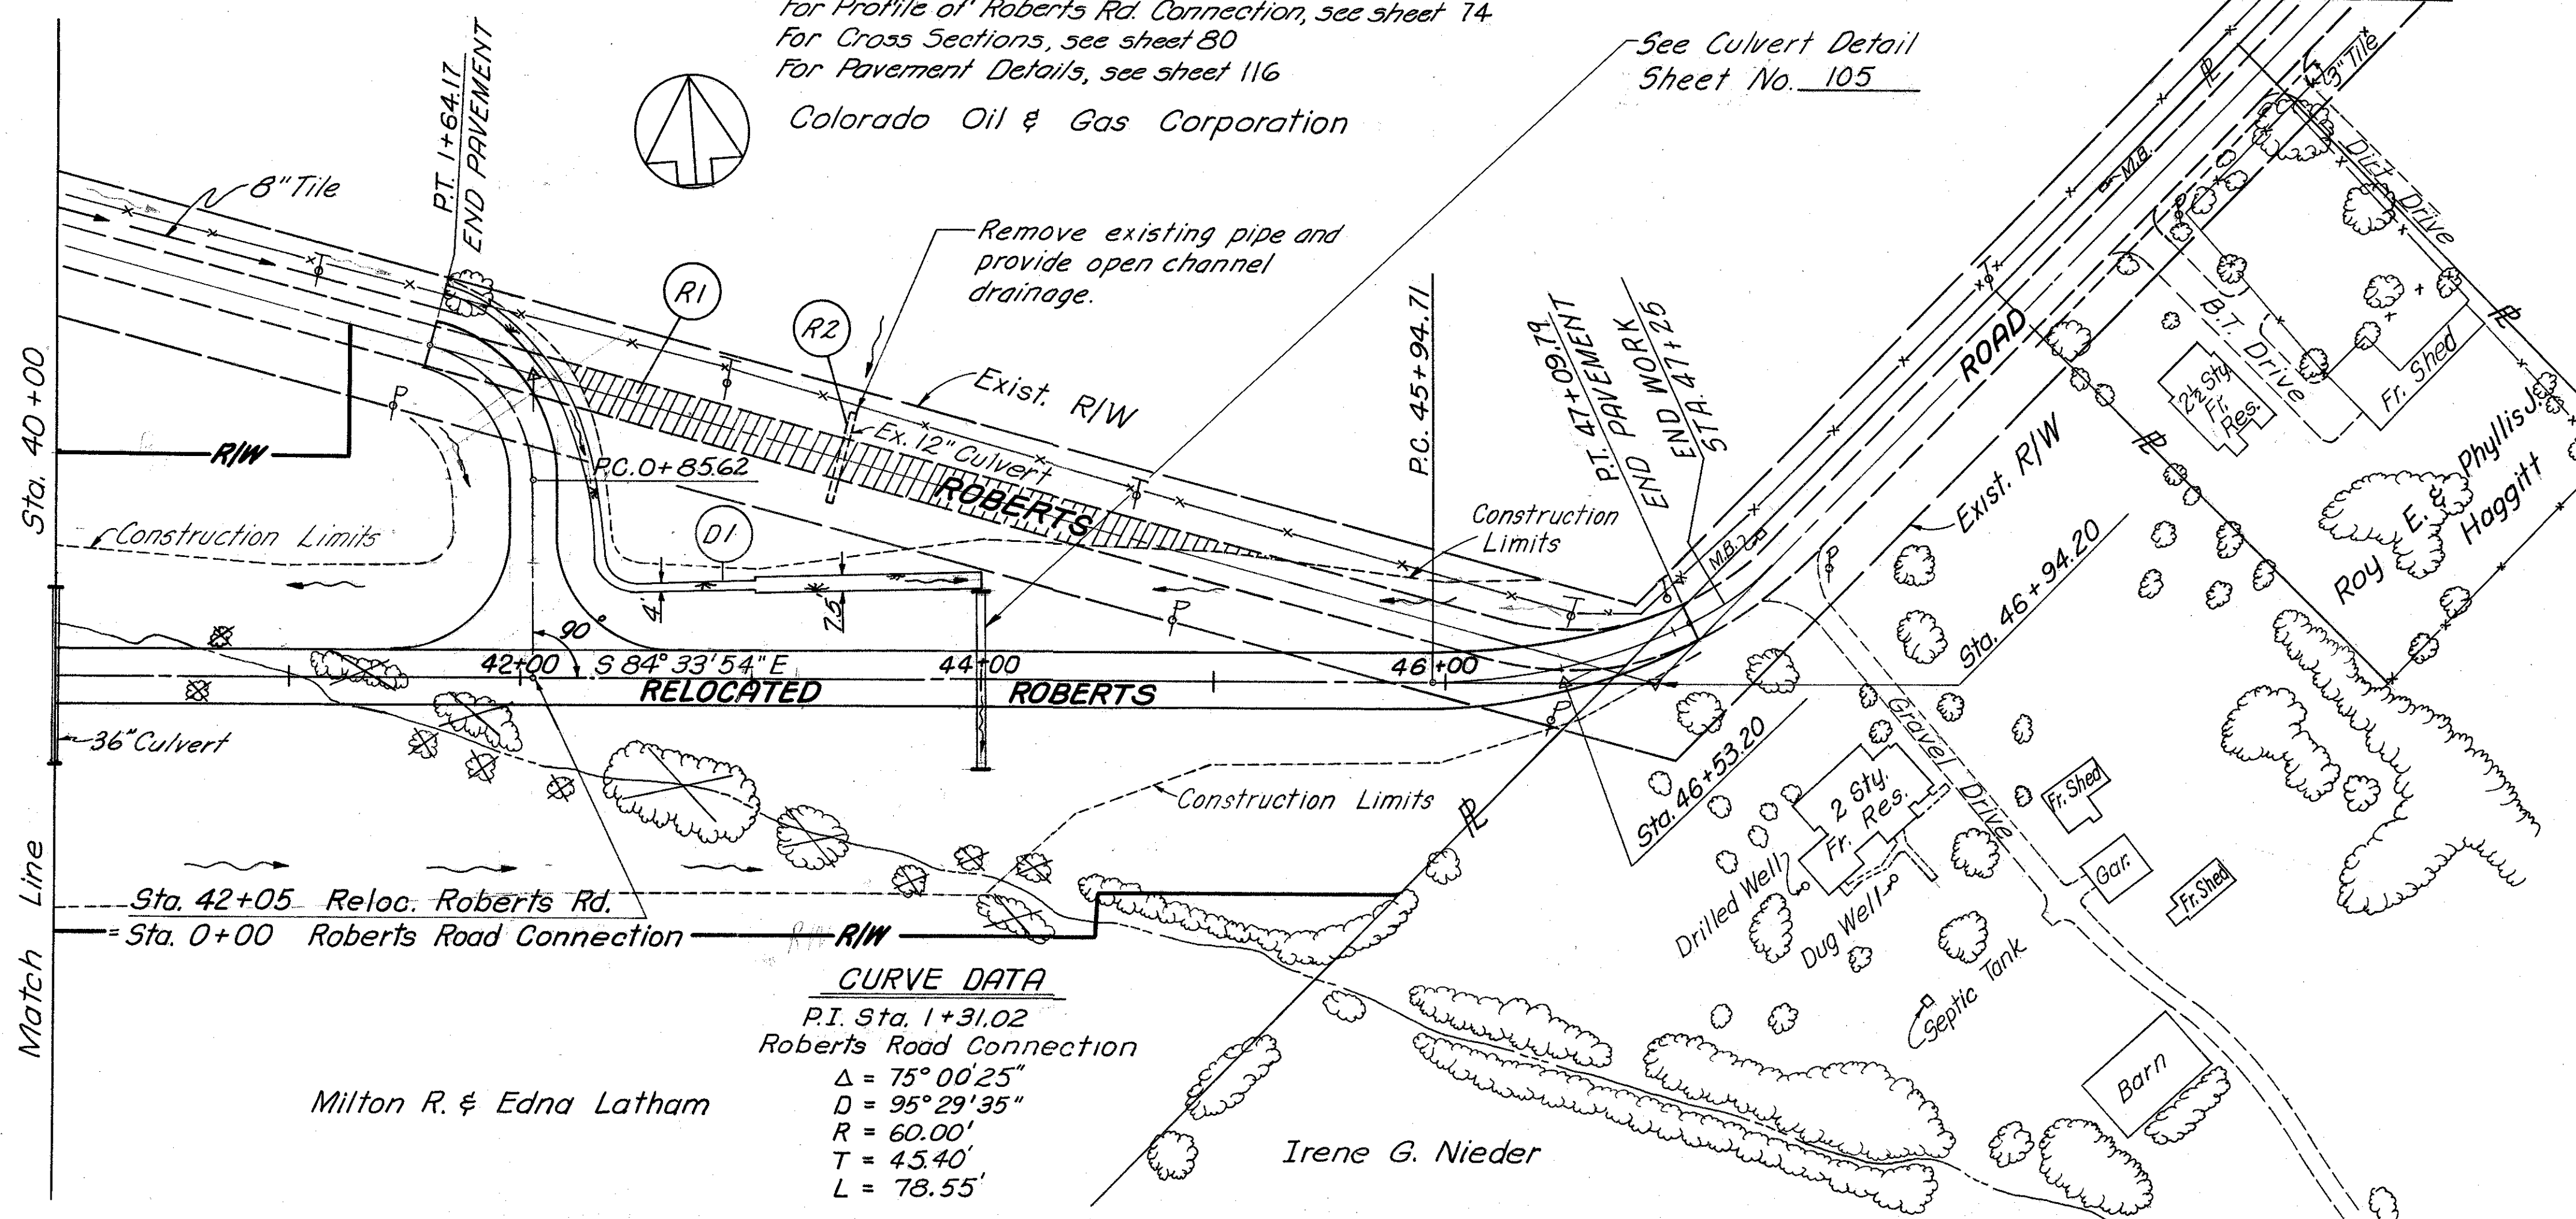 For Profile of Roberts Rd. Connection, see sheet 74
For Cross Sections, see sheet 80
For Pavement Details, see sheet 116
Colorado Oil & Gas Corporation
See Culvert Detail
Sheet No. 105
P.T. 1+64.17
END PAVEMENT
8" Tile
Remove existing pipe and
provide open channel
drainage.
R1
R2
Exist. R/W
Ex. 12" Culvert
ROBERTS
ROAD
P.C. 0+85.62
D1
R/W
Sta. 40+00
Construction Limits
P.C. 45+94.71
P.T. 47+09.79
END PAVEMENT
END WORK
STA. 47+25
Construction
Limits
M.B.
M.B.
3" Tile
Dirt Drive
B.T. Drive
2½ Sty.
Fr.
Res.
Fr. Shed
Exist. R/W
Roy E. & Phyllis J.
Haggitt
Sta. 46+94.20
4'
7.5'
90°
42+00
S 84° 33' 54" E
44+00
46+00
RELOCATED
ROBERTS
36" Culvert
Construction Limits
Sta. 46+53.20
Gravel Drive
2 Sty.
Fr. Res.
Fr. Shed
Gar.
Fr. Shed
Drilled Well
Dug Well
Septic Tank
Barn
Match Line
Sta. 42+05 Reloc. Roberts Rd.
= Sta. 0+00 Roberts Road Connection
R/W
CURVE DATA
P.I. Sta. 1+31.02
Roberts Road Connection
Δ = 75° 00' 25"
D = 95° 29' 35"
R = 60.00'
T = 45.40'
L = 78.55'
Milton R. & Edna Latham
Irene G. Nieder